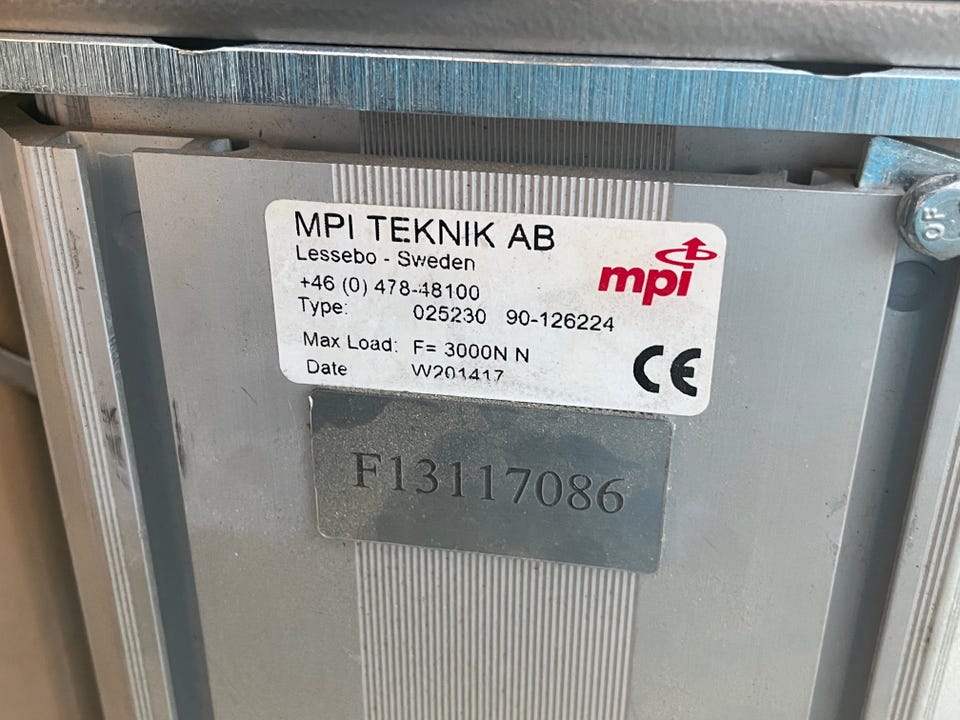 MPI TEKNIK AB
Lessebo - Sweden
mpi
+46 (0) 478-48100
Type: 025230 90-126224
Max Load: F= 3000N N
Date W201417
CE
F13117086
OF